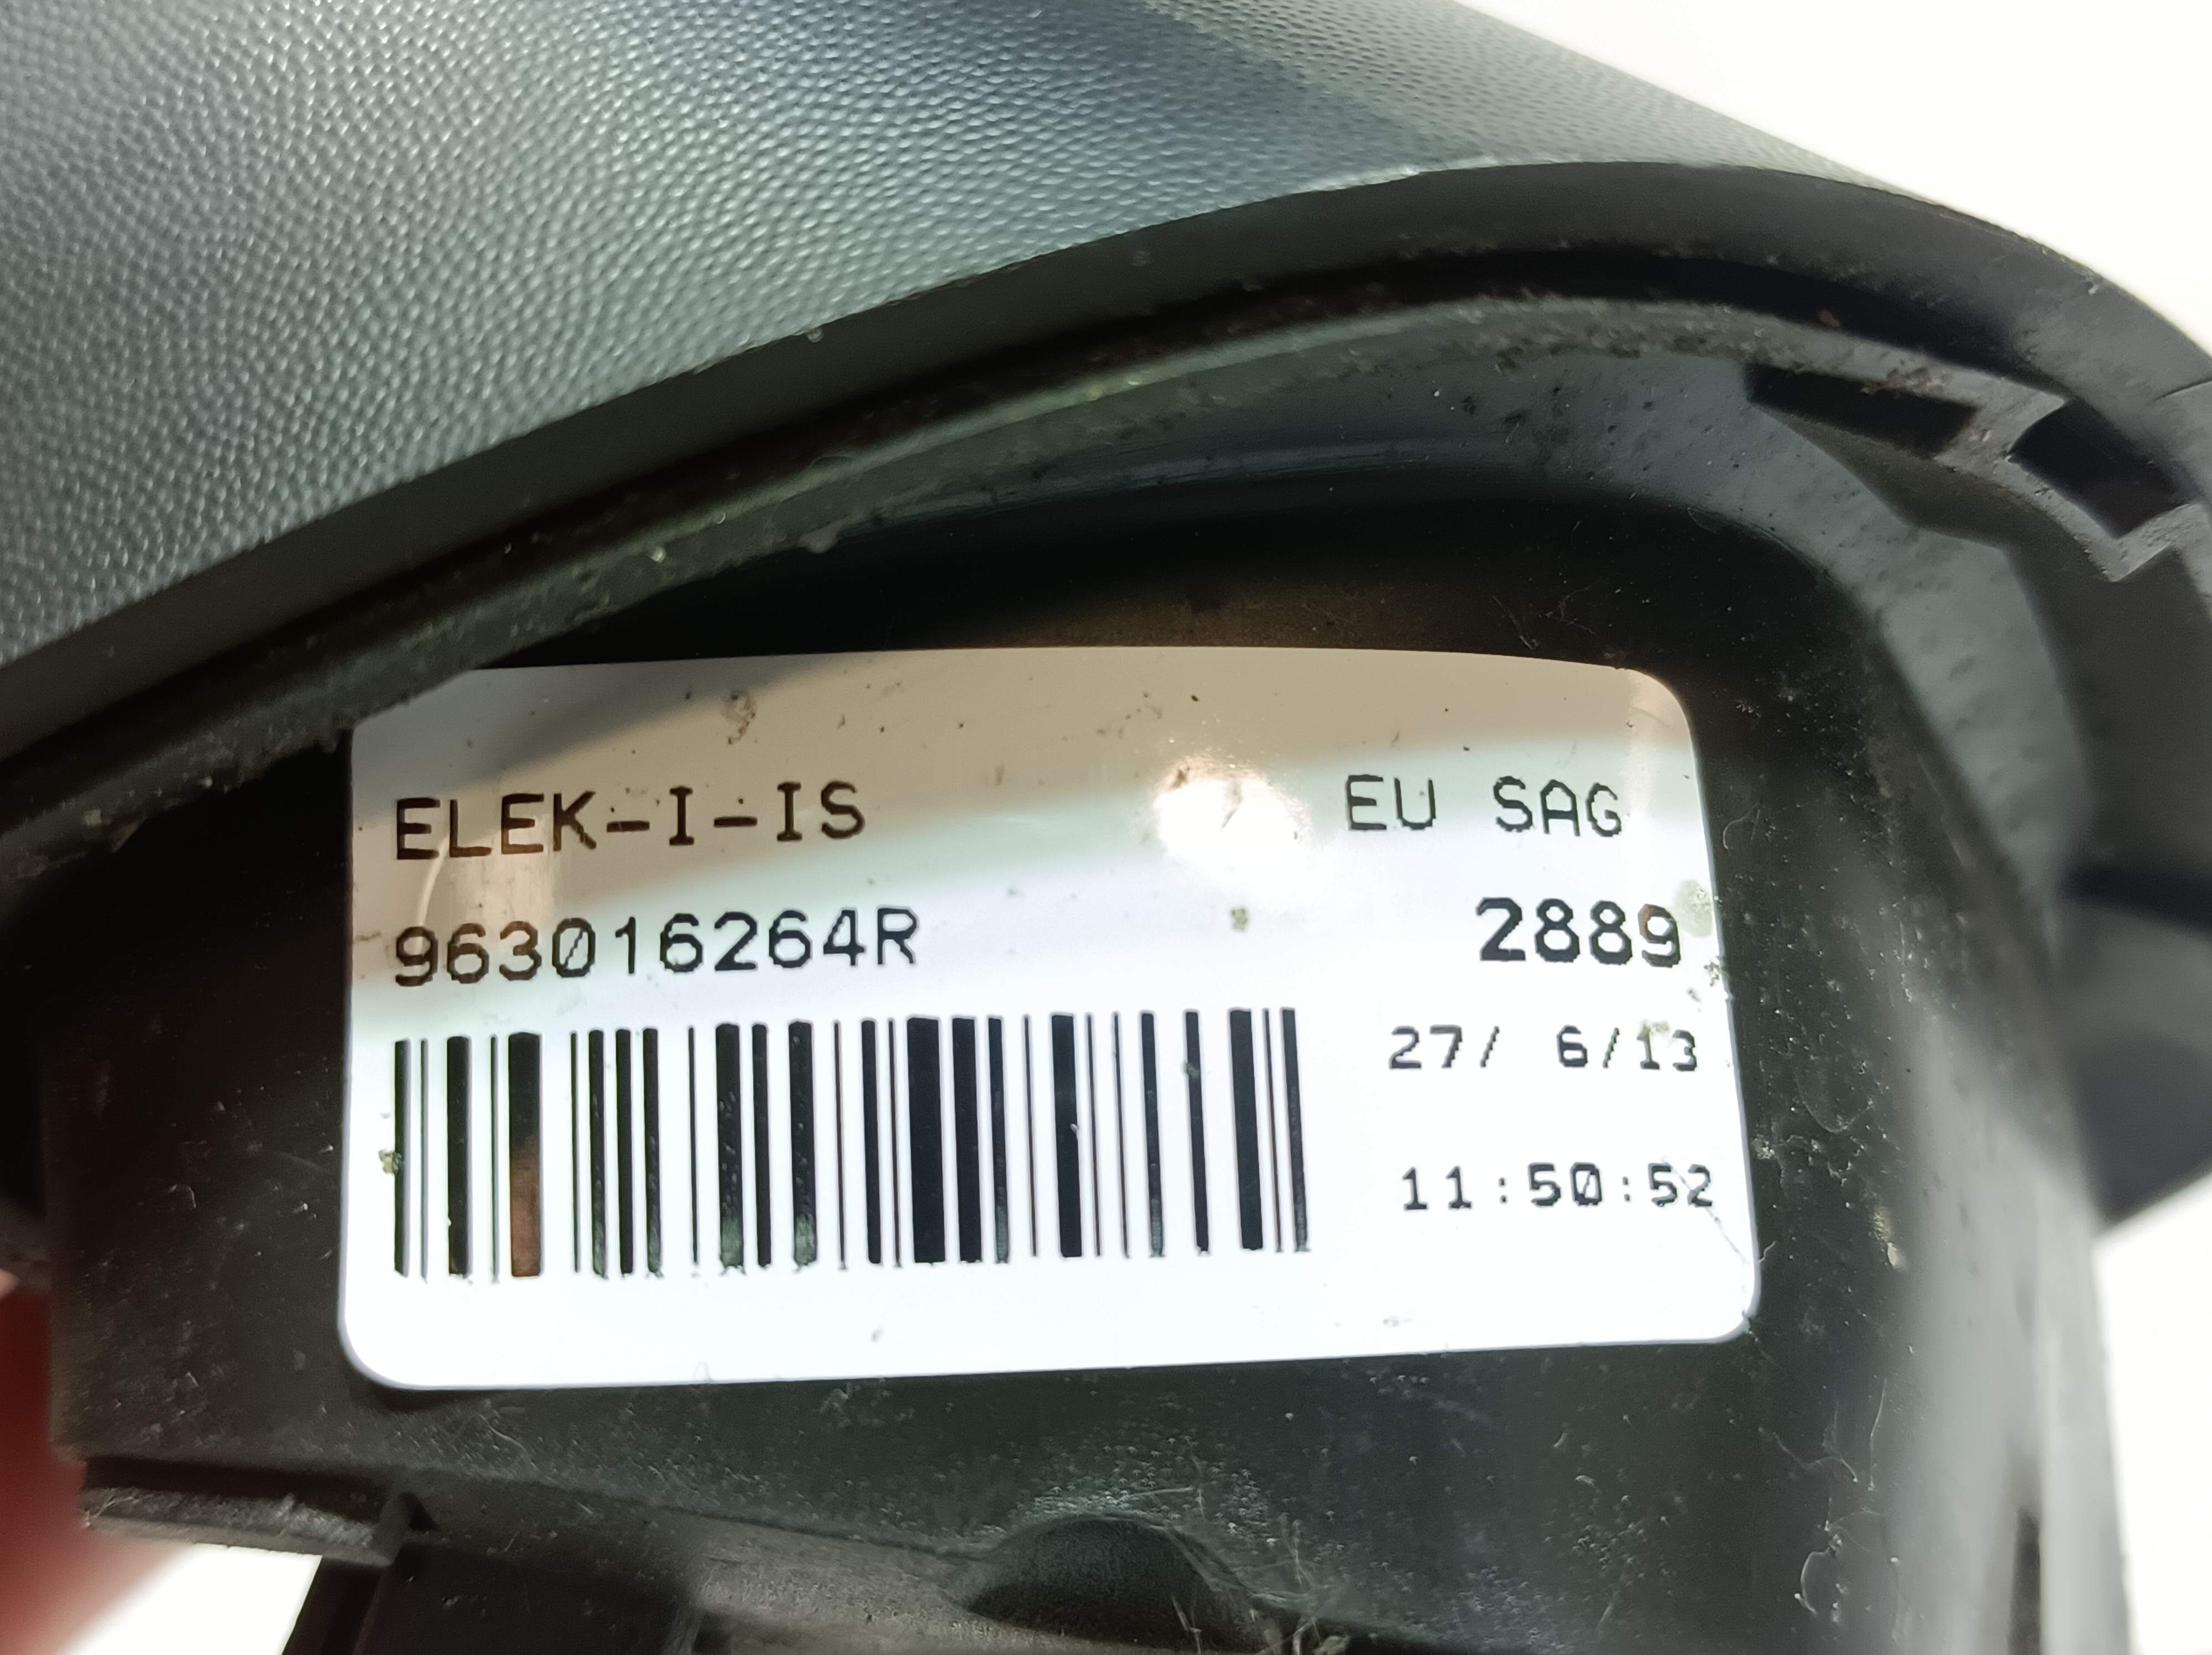 ELEK-I-IS EU SAG
963016264R 2889
27/ 6/13
11:50:52